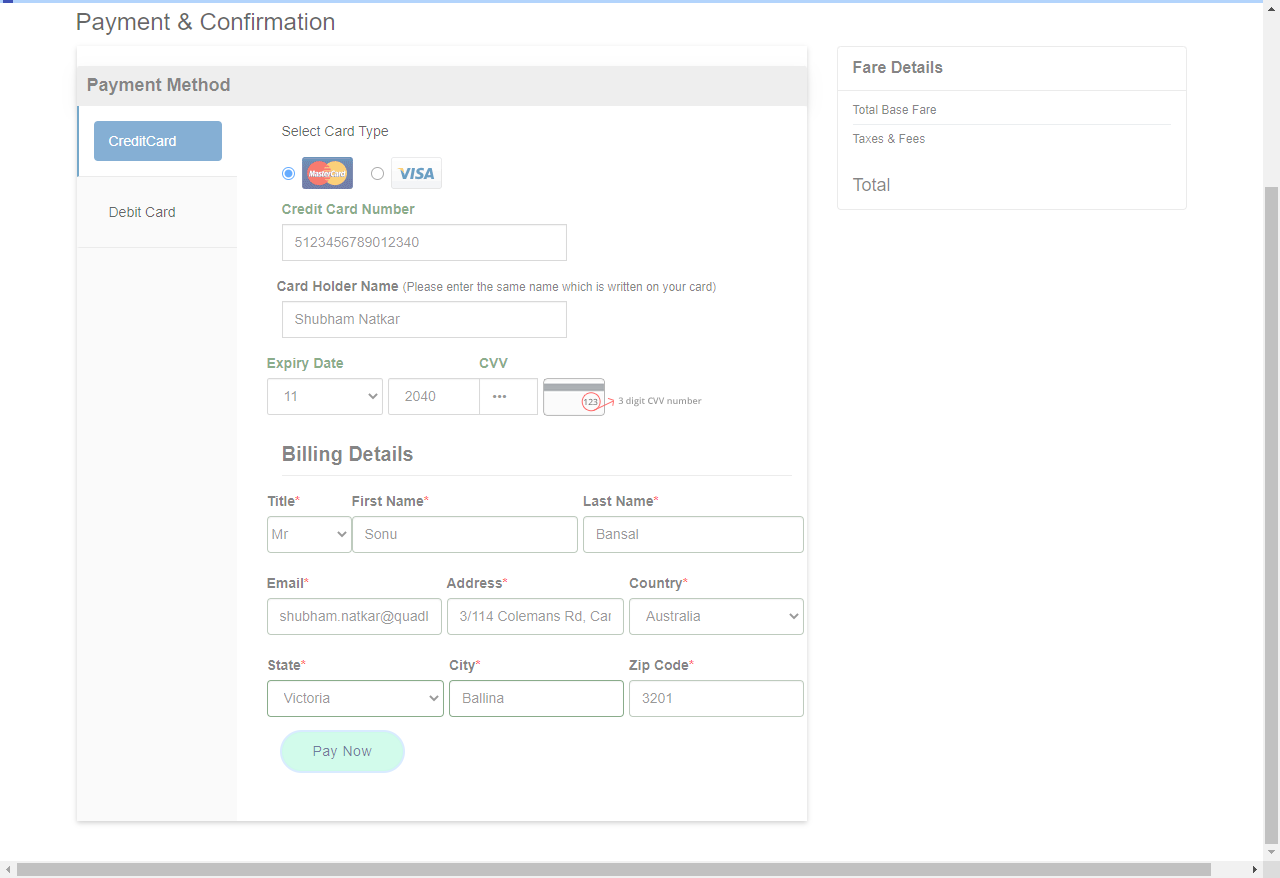 Payment & Confirmation
Payment Method
CreditCard
Debit Card
Select Card Type
MasterCard VISA
Credit Card Number
5123456789012340
Card Holder Name (Please enter the same name which is written on your card)
Shubham Natkar
Expiry Date CVV
11 2040 ••• 123 3 digit CVV number
Billing Details
Title* First Name* Last Name*
Mr Sonu Bansal
Email* Address* Country*
shubham.natkar@quadl 3/114 Colemans Rd, Car Australia
State* City* Zip Code*
Victoria Ballina 3201
Pay Now
Fare Details
Total Base Fare
Taxes & Fees
Total